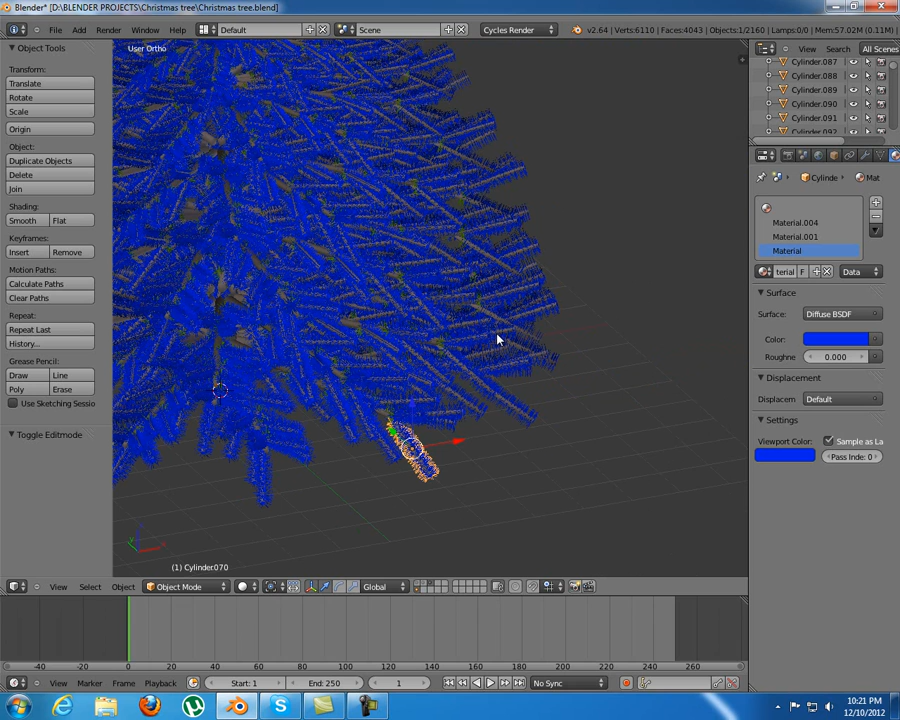 Blender* [D:\BLENDER PROJECTS\Christmas tree\Christmas tree.blend]
File Add Render Window Help Default Scene Cycles Render v2.64 | Verts:6110 | Faces:4043 | Objects:1/2160 | Lamps:0/0 | Mem:57.02M (0.11M)
Object Tools
Transform:
Translate
Rotate
Scale
Origin
Object:
Duplicate Objects
Delete
Join
Shading:
Smooth Flat
Keyframes:
Insert Remove
Motion Paths:
Calculate Paths
Clear Paths
Repeat:
Repeat Last
History...
Grease Pencil:
Draw Line
Poly Erase
Use Sketching Sessio
Toggle Editmode
User Ortho
(1) Cylinder.070
View Search All Scenes
Cylinder.087
Cylinder.088
Cylinder.089
Cylinder.090
Cylinder.091
Cylinder.092
Cylinde Mat
Material.004
Material.001
Material
terial F Data
Surface
Surface: Diffuse BSDF
Color:
Roughne 0.000
Displacement
Displacem Default
Settings
Viewport Color: Sample as La
Pass Inde: 0
View Select Object Object Mode Global
-40 -20 0 20 40 60 80 100 120 140 160 180 200 220 240 260
View Marker Frame Playback Start: 1 End: 250 1 No Sync
10:21 PM
12/10/2012